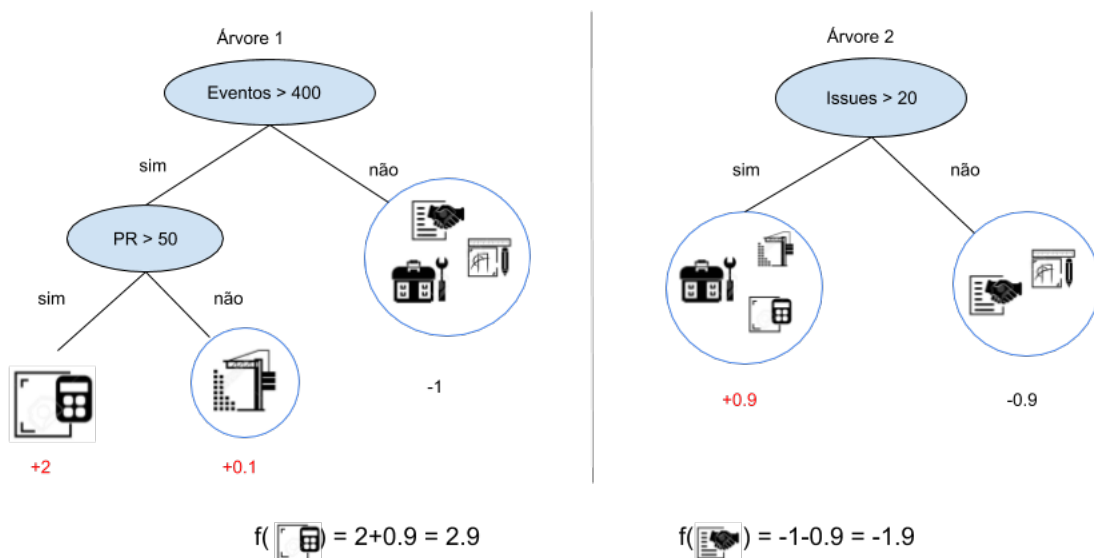 Árvore 1
Eventos > 400
sim
não
PR > 50
sim
não
-1
+2
+0.1
Árvore 2
Issues > 20
sim
não
+0.9
-0.9
f( ) = 2+0.9 = 2.9
f( ) = -1-0.9 = -1.9